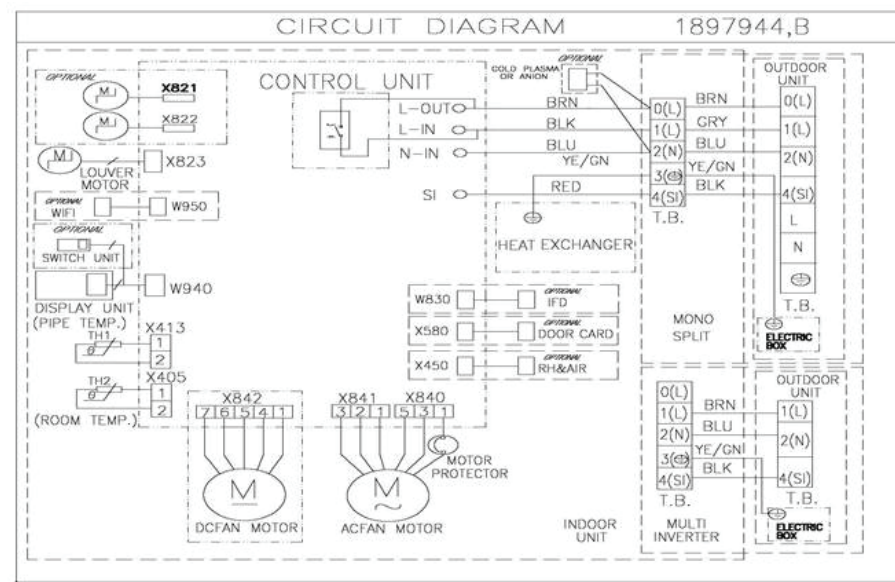 CIRCUIT DIAGRAM 1897944,B
OPTIONAL
X821
X822
X823
LOUVER
MOTOR
OPTIONAL
WIFI
W950
OPTIONAL
SWITCH UNIT
W940
DISPLAY UNIT
(PIPE TEMP.)
TH1
X413
1
2
TH2
X405
1
2
(ROOM TEMP.)
CONTROL UNIT
L-OUT
L-IN
N-IN
SI
OPTIONAL
COLD PLASMA
OR ANION
BRN
BLK
BLU
YE/GN
RED
HEAT EXCHANGER
0(L)
1(L)
2(N)
3
4(SI)
T.B.
BRN
GRY
BLU
YE/GN
BLK
MONO
SPLIT
OUTDOOR
UNIT
0(L)
1(L)
2(N)
4(SI)
L
N
T.B.
ELECTRIC
BOX
W830
OPTIONAL
IFD
X580
OPTIONAL
DOOR CARD
X450
OPTIONAL
RH&AIR
X842
7 6 5 4 1
M
DCFAN MOTOR
X841 X840
3 2 1 5 3 1
MOTOR
PROTECTOR
M
ACFAN MOTOR
INDOOR
UNIT
0(L)
1(L)
2(N)
3
4(SI)
T.B.
BRN
BLU
YE/GN
BLK
MULTI
INVERTER
OUTDOOR
UNIT
1(L)
2(N)
4(SI)
T.B.
ELECTRIC
BOX